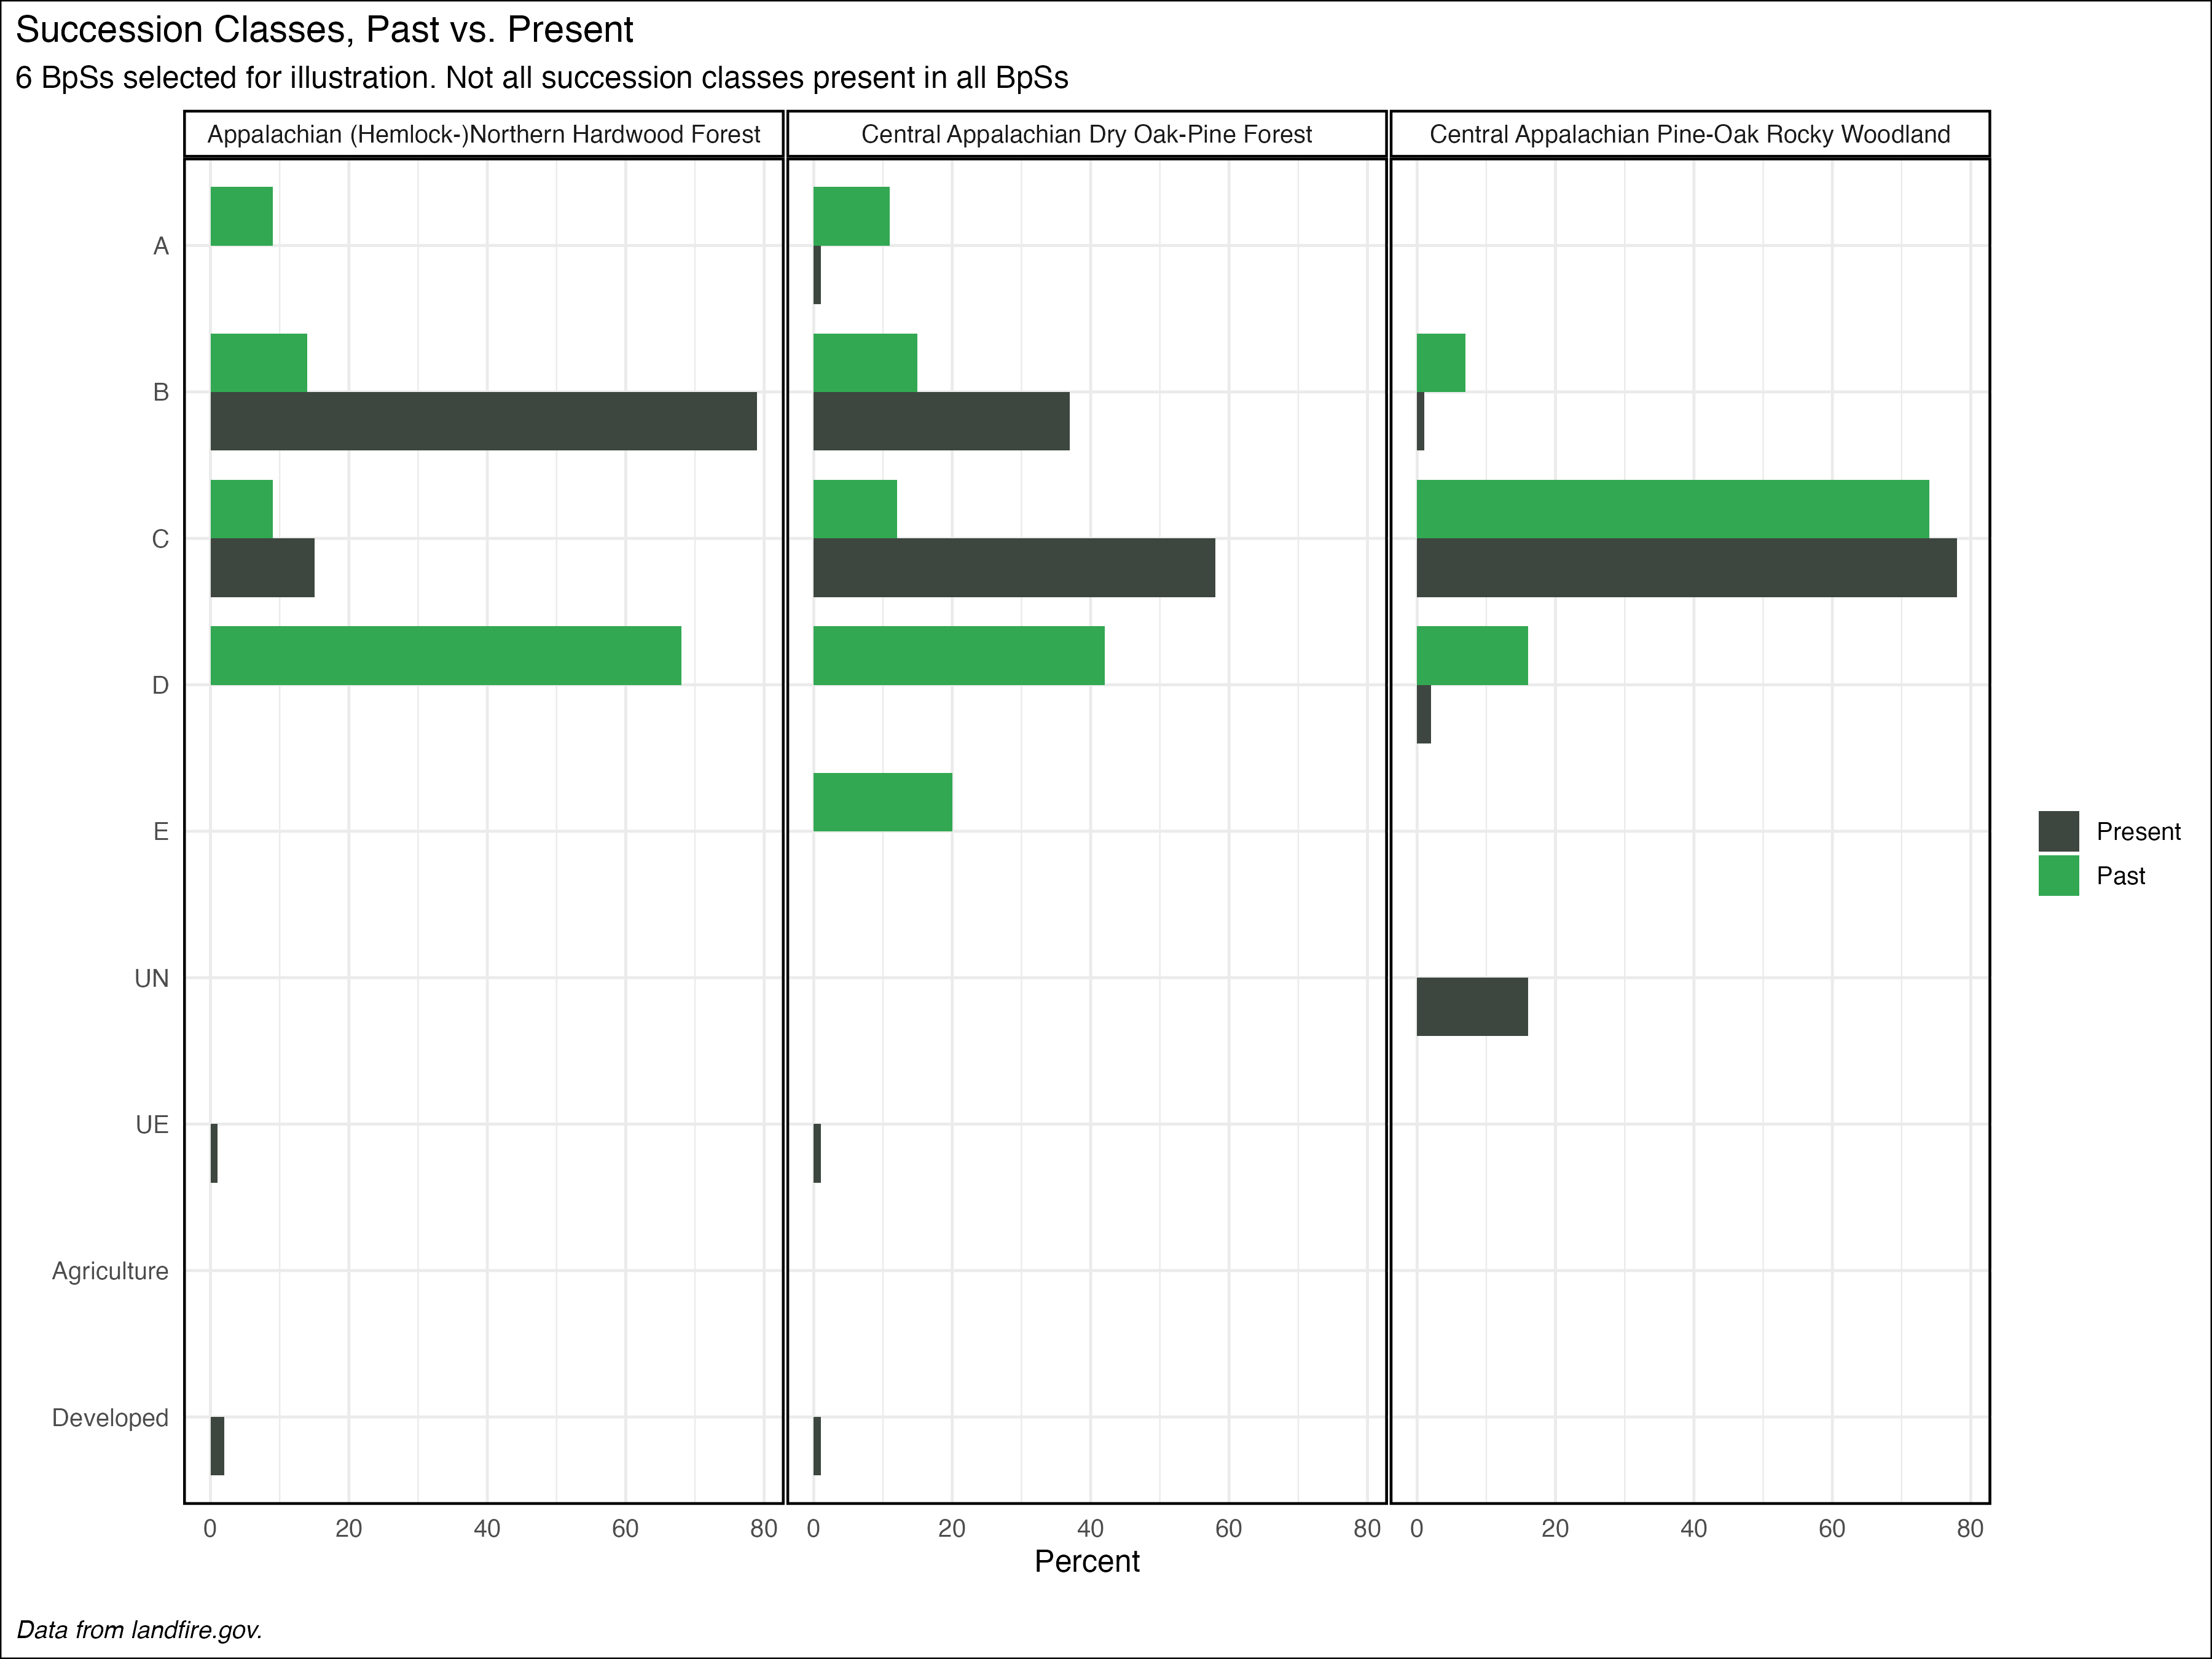 Succession Classes, Past vs. Present
6 BpSs selected for illustration. Not all succession classes present in all BpSs
Appalachian (Hemlock-)Northern Hardwood Forest
Central Appalachian Dry Oak-Pine Forest
Central Appalachian Pine-Oak Rocky Woodland
A
B
C
D
E
UN
UE
Agriculture
Developed
0 20 40 60 80
0 20 40 60 80
0 20 40 60 80
Percent
Present
Past
Data from landfire.gov.